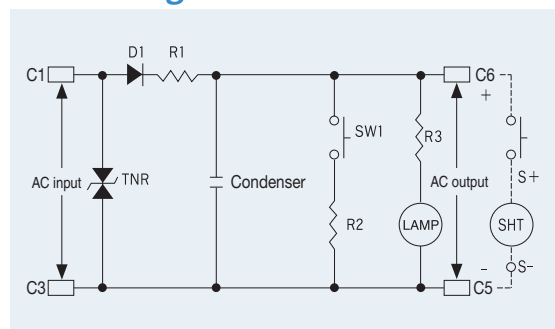 D1 R1
C1
C6
+
SW1
R3
S+
AC input
TNR
Condenser
AC output
R2
LAMP
SHT
-
S-
C3
C5